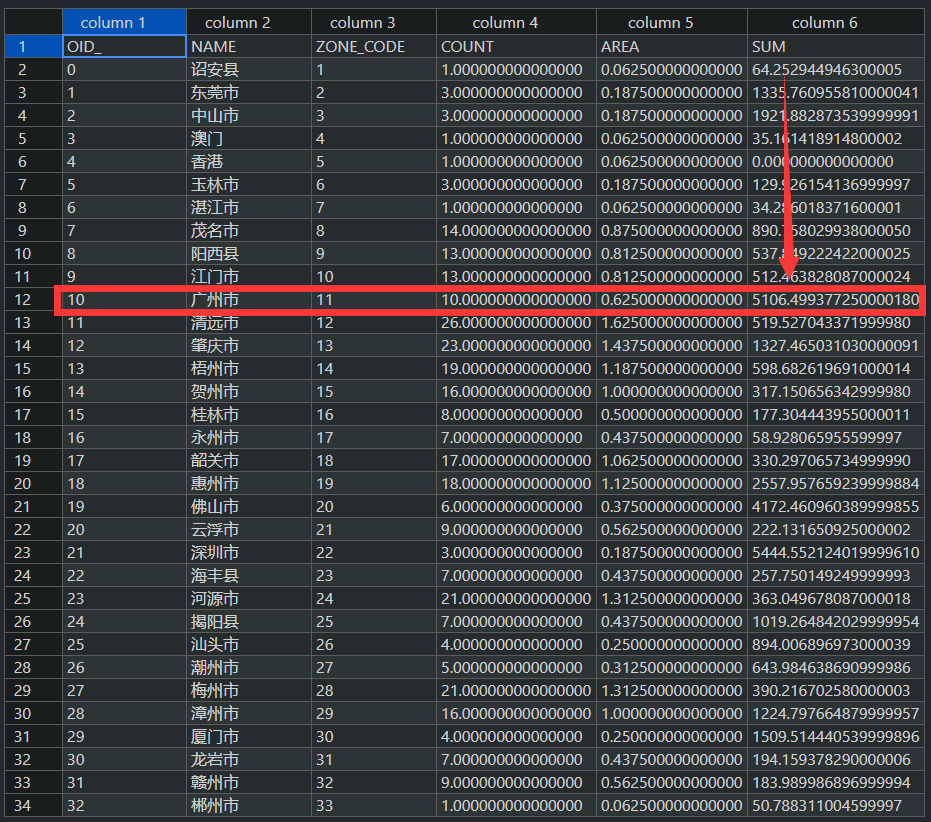 column 1 column 2 column 3 column 4 column 5 column 6
1 OID_ NAME ZONE_CODE COUNT AREA SUM
2 0 诏安县 1 1.000000000000000 0.062500000000000 64.252944946300005
3 1 东莞市 2 3.000000000000000 0.187500000000000 1335.760955810000041
4 2 中山市 3 3.000000000000000 0.187500000000000 1921.882873539999991
5 3 澳门 4 1.000000000000000 0.062500000000000 35.161418914800002
6 4 香港 5 1.000000000000000 0.062500000000000 0.000000000000000
7 5 玉林市 6 3.000000000000000 0.187500000000000 129.926154136999997
8 6 湛江市 7 1.000000000000000 0.062500000000000 34.286018371600001
9 7 茂名市 8 14.000000000000000 0.875000000000000
10 8 阳西县 9 13.000000000000000 0.812500000000000
11 9 江门市 10 13.000000000000000 0.812500000000000 512.463828087000024
12 10 广州市 11 10.000000000000000 0.625000000000000 5106.499377250000180
13 11 清远市 12 26.000000000000000 1.625000000000000 519.527043371999980
14 12 肇庆市 13 23.000000000000000 1.437500000000000 1327.465031030000091
15 13 梧州市 14 19.000000000000000 1.187500000000000 598.682619691000014
16 14 贺州市 15 16.000000000000000 1.000000000000000 317.150656342999980
17 15 桂林市 16 8.000000000000000 0.500000000000000 177.304443955000011
18 16 永州市 17 7.000000000000000 0.437500000000000 58.928065955599997
19 17 韶关市 18 17.000000000000000 1.062500000000000 330.297065734999990
20 18 惠州市 19 18.000000000000000 1.125000000000000 2557.957659239999884
21 19 佛山市 20 6.000000000000000 0.375000000000000 4172.460960389999855
22 20 云浮市 21 9.000000000000000 0.562500000000000 222.131650925000002
23 21 深圳市 22 3.000000000000000 0.187500000000000 5444.552124019999610
24 22 海丰县 23 7.000000000000000 0.437500000000000 257.750149249999993
25 23 河源市 24 21.000000000000000 1.312500000000000 363.049678087000018
26 24 揭阳县 25 7.000000000000000 0.437500000000000 1019.264842029999954
27 25 汕头市 26 4.000000000000000 0.250000000000000 894.006896973000039
28 26 潮州市 27 5.000000000000000 0.312500000000000 643.984638690999986
29 27 梅州市 28 21.000000000000000 1.312500000000000 390.216702580000003
30 28 漳州市 29 16.000000000000000 1.000000000000000 1224.797664879999957
31 29 厦门市 30 4.000000000000000 0.250000000000000 1509.514440539999896
32 30 龙岩市 31 7.000000000000000 0.437500000000000 194.159378290000006
33 31 赣州市 32 9.000000000000000 0.562500000000000 183.989986896999994
34 32 郴州市 33 1.000000000000000 0.062500000000000 50.788311004599997